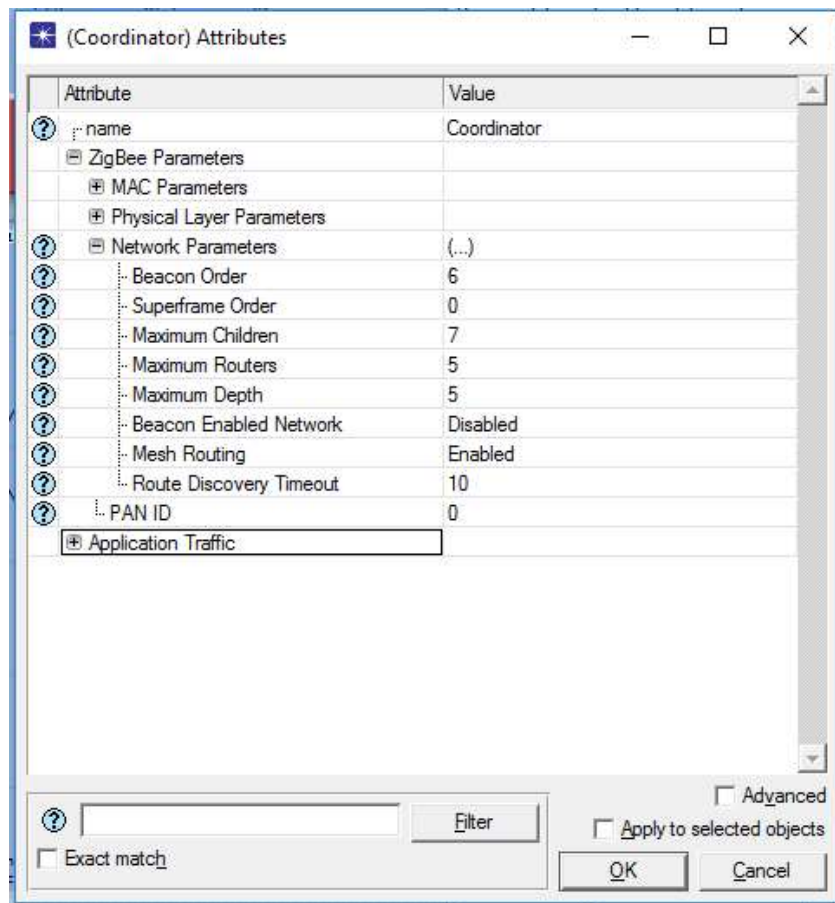 (Coordinator) Attributes
Attribute Value
name Coordinator
ZigBee Parameters
MAC Parameters
Physical Layer Parameters
Network Parameters (...)
Beacon Order 6
Superframe Order 0
Maximum Children 7
Maximum Routers 5
Maximum Depth 5
Beacon Enabled Network Disabled
Mesh Routing Enabled
Route Discovery Timeout 10
PAN ID 0
Application Traffic
Advanced
Filter
Apply to selected objects
Exact match
OK Cancel